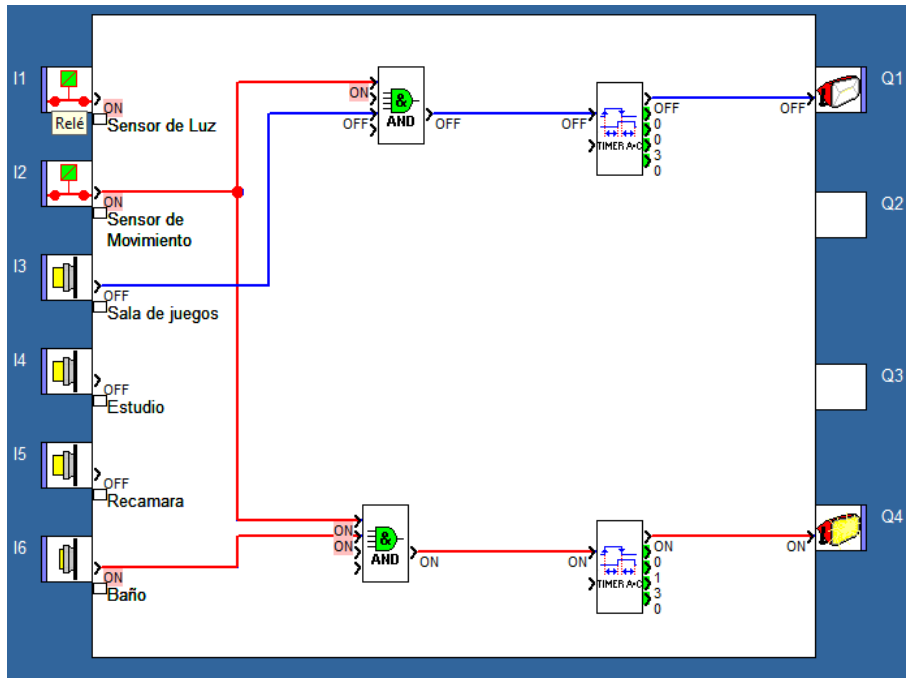 I1
Relé
ON
Sensor de Luz
I2
ON
Sensor de
Movimiento
I3
OFF
Sala de juegos
I4
OFF
Estudio
I5
OFF
Recamara
I6
ON
Baño
ON
OFF
&
AND
OFF
OFF
TIMER A•C
OFF
0
0
3
0
OFF
Q1
Q2
Q3
ON
ON
&
AND
ON
ON
TIMER A•C
ON
0
1
3
0
ON
Q4